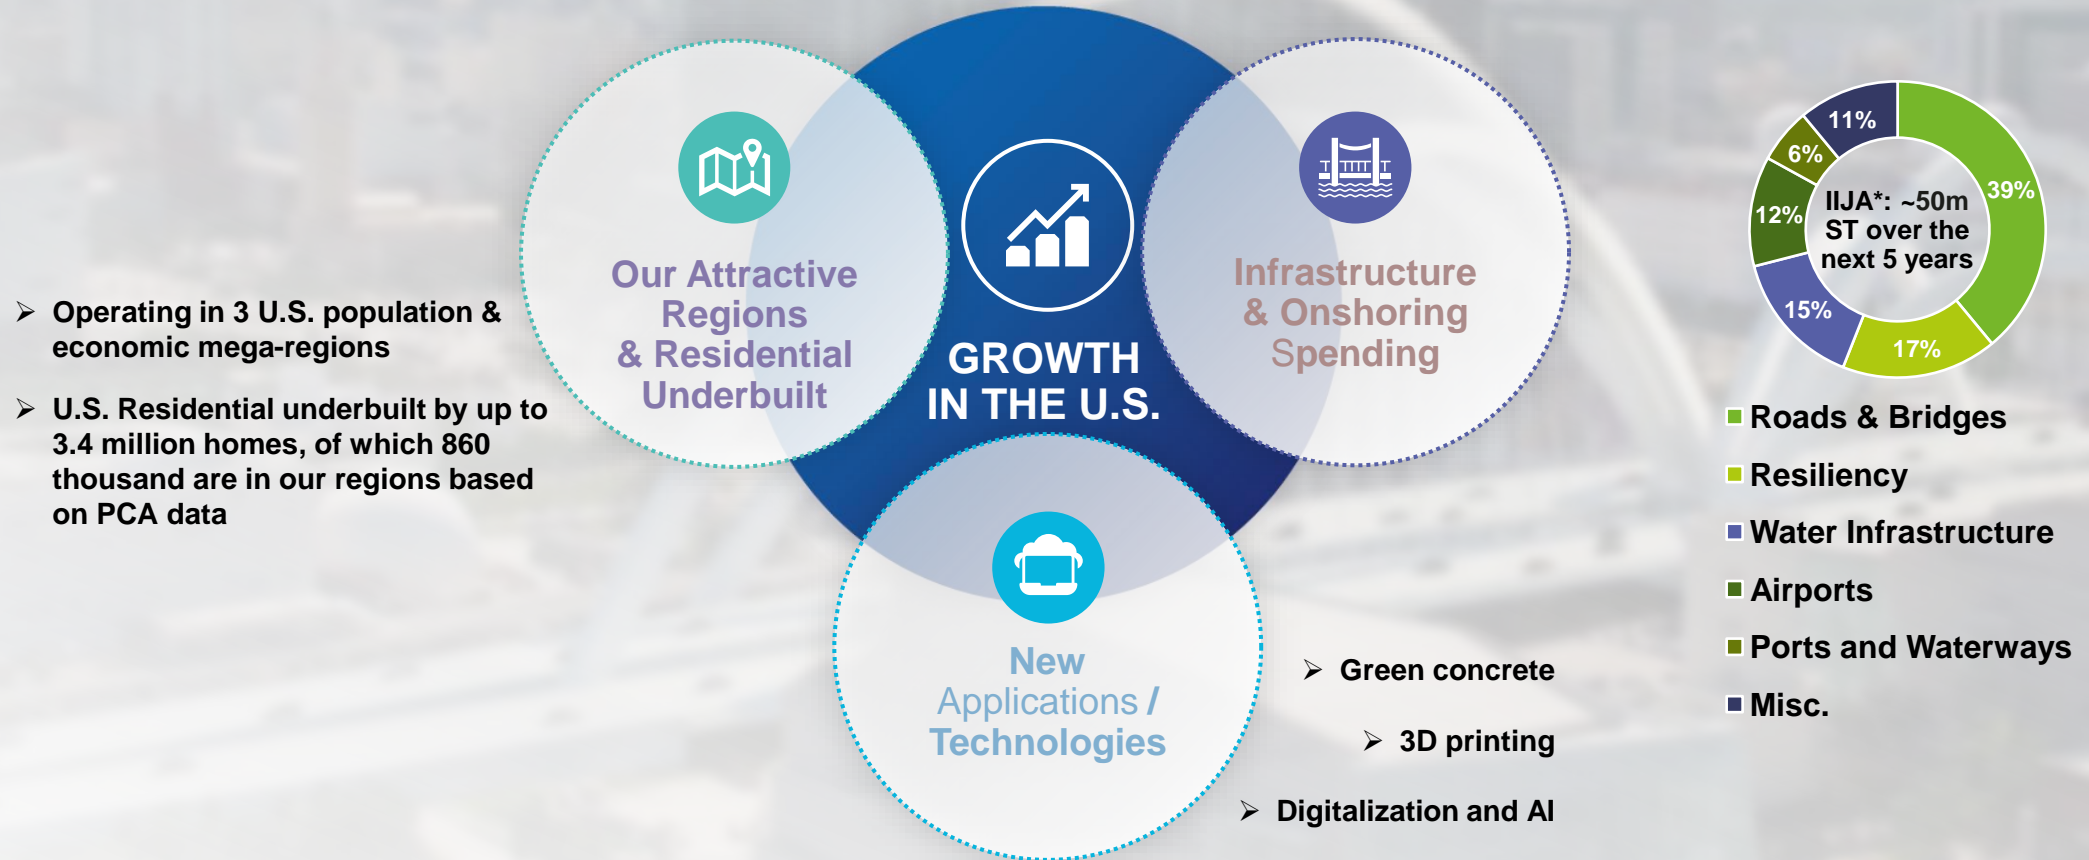 ➢ Operating in 3 U.S. population &
economic mega-regions
➢ U.S. Residential underbuilt by up to
3.4 million homes, of which 860
thousand are in our regions based
on PCA data
Our Attractive
Regions
& Residential
Underbuilt
GROWTH
IN THE U.S.
Infrastructure
& Onshoring
Spending
New
Applications /
Technologies
➢ Green concrete
➢ 3D printing
➢ Digitalization and AI
11%
6%
39%
12%
15%
17%
IIJA*: ~50m
ST over the
next 5 years
Roads & Bridges
Resiliency
Water Infrastructure
Airports
Ports and Waterways
Misc.